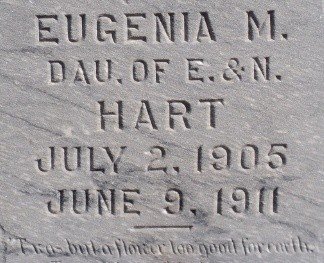 EUGENIA M.
DAU. OF E. & N.
HART
JULY 2, 1905
JUNE 9, 1911
'Twas but a flower too good for earth.